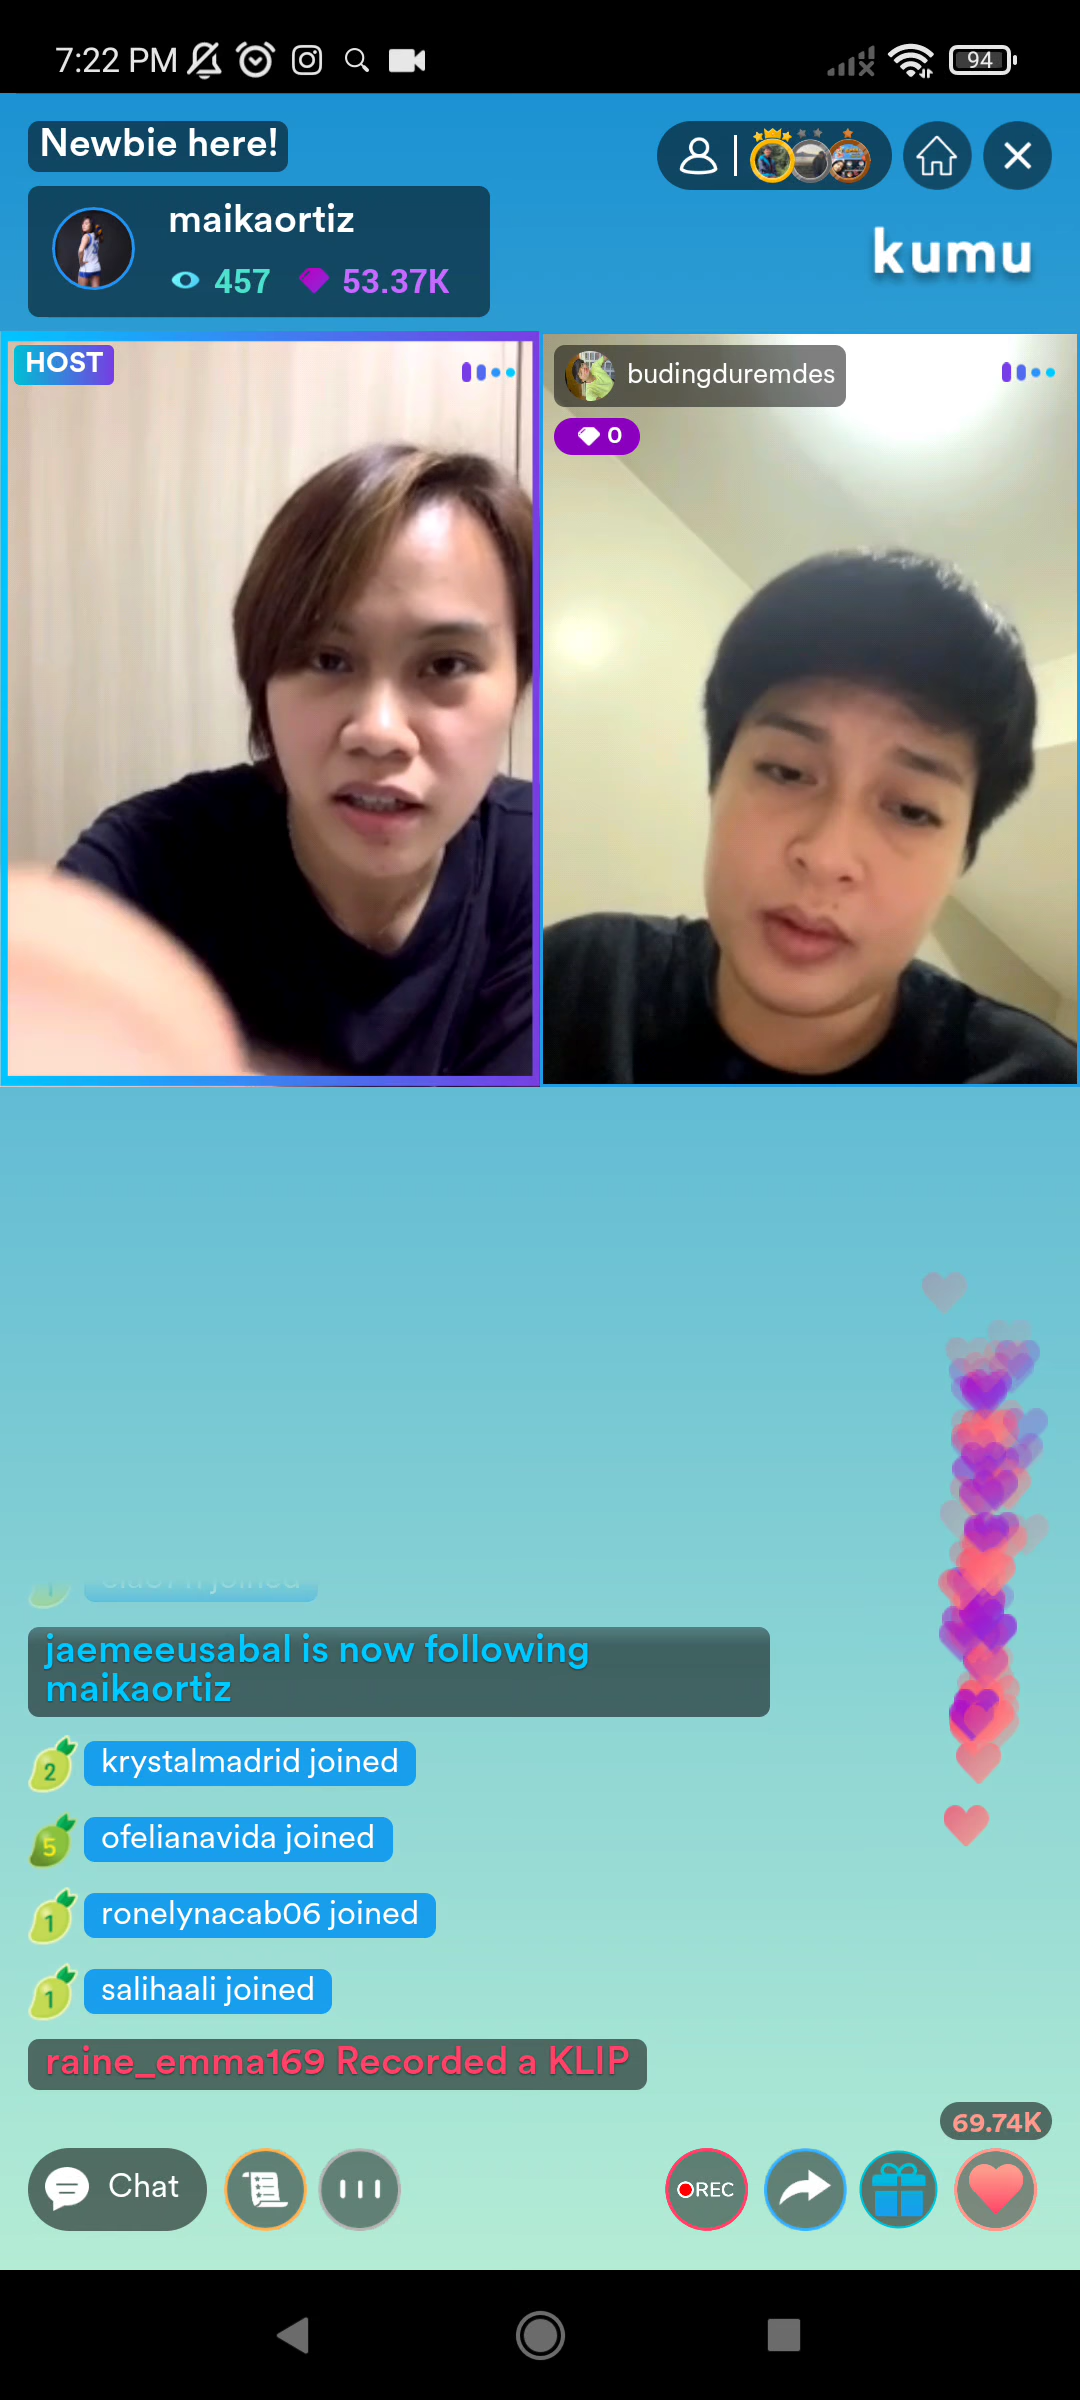 7:22 PM
94
Newbie here!
maikaortiz
457 53.37K
kumu
HOST
budingduremdes
0
1 joined
jaemeeusabal is now following
maikaortiz
2 krystalmadrid joined
5 ofelianavida joined
1 ronelynacab06 joined
1 salihaali joined
raine_emma169 Recorded a KLIP
69.74K
Chat
REC